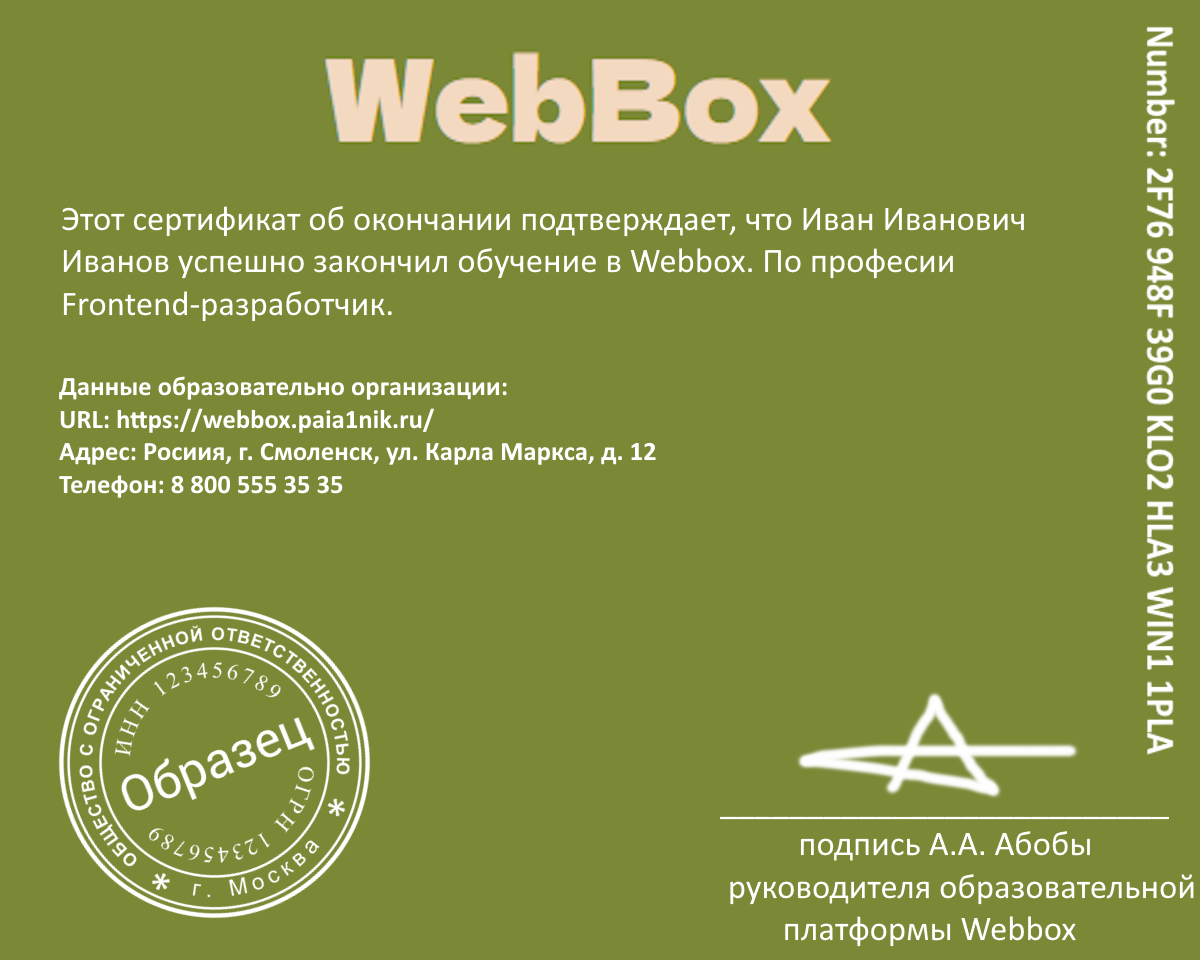 WebBox
Этот сертификат об окончании подтверждает, что Иван Иванович
Иванов успешно закончил обучение в Webbox. По професии
Frontend-разработчик.
Данные образовательно организации:
URL: https://webbox.paia1nik.ru/
Адрес: Росиия, г. Смоленск, ул. Карла Маркса, д. 12
Телефон: 8 800 555 35 35
Number: 2F76 948F 39G0 KLO2 HLA3 WIN1 1PLA
ОБЩЕСТВО С ОГРАНИЧЕННОЙ ОТВЕТСТВЕННОСТЬЮ
* г. Москва *
ИНН 123456789
ОГРН 123456789
Образец
подпись А.А. Абобы
руководителя образовательной
платформы Webbox